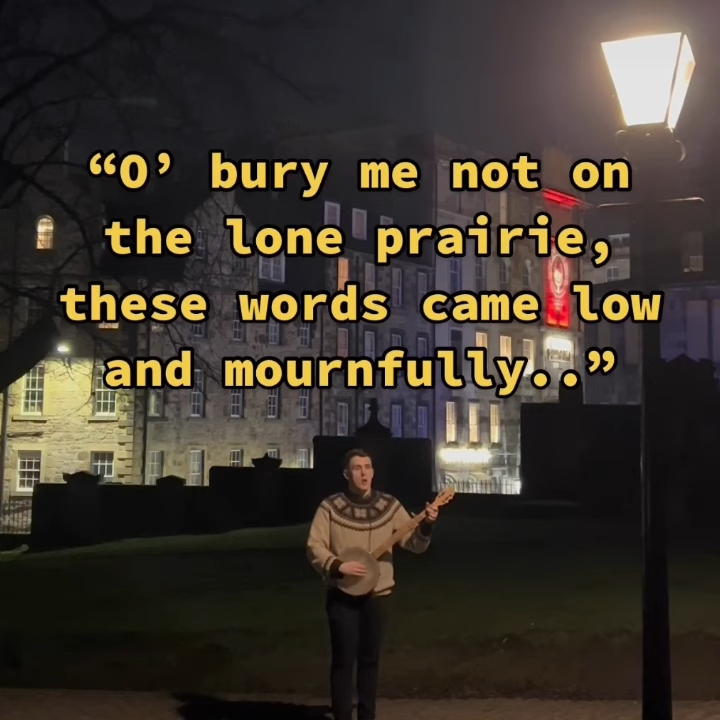 “O’ bury me not on
the lone prairie,
these words came low
and mournfully..”